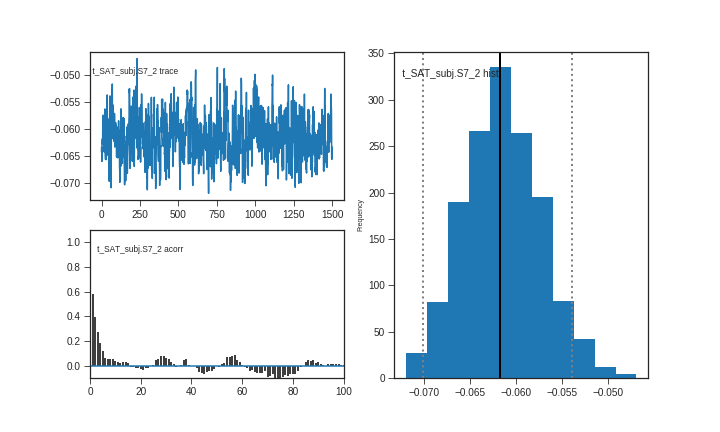 t_SAT_subj.S7_2 trace
−0.050
−0.055
−0.060
−0.065
−0.070
0 250 500 750 1000 1250 1500
t_SAT_subj.S7_2 acorr
1.0
0.8
0.6
0.4
0.2
0.0
0 20 40 60 80 100
t_SAT_subj.S7_2 hist
Frequency
350
300
250
200
150
100
50
0
−0.070 −0.065 −0.060 −0.055 −0.050